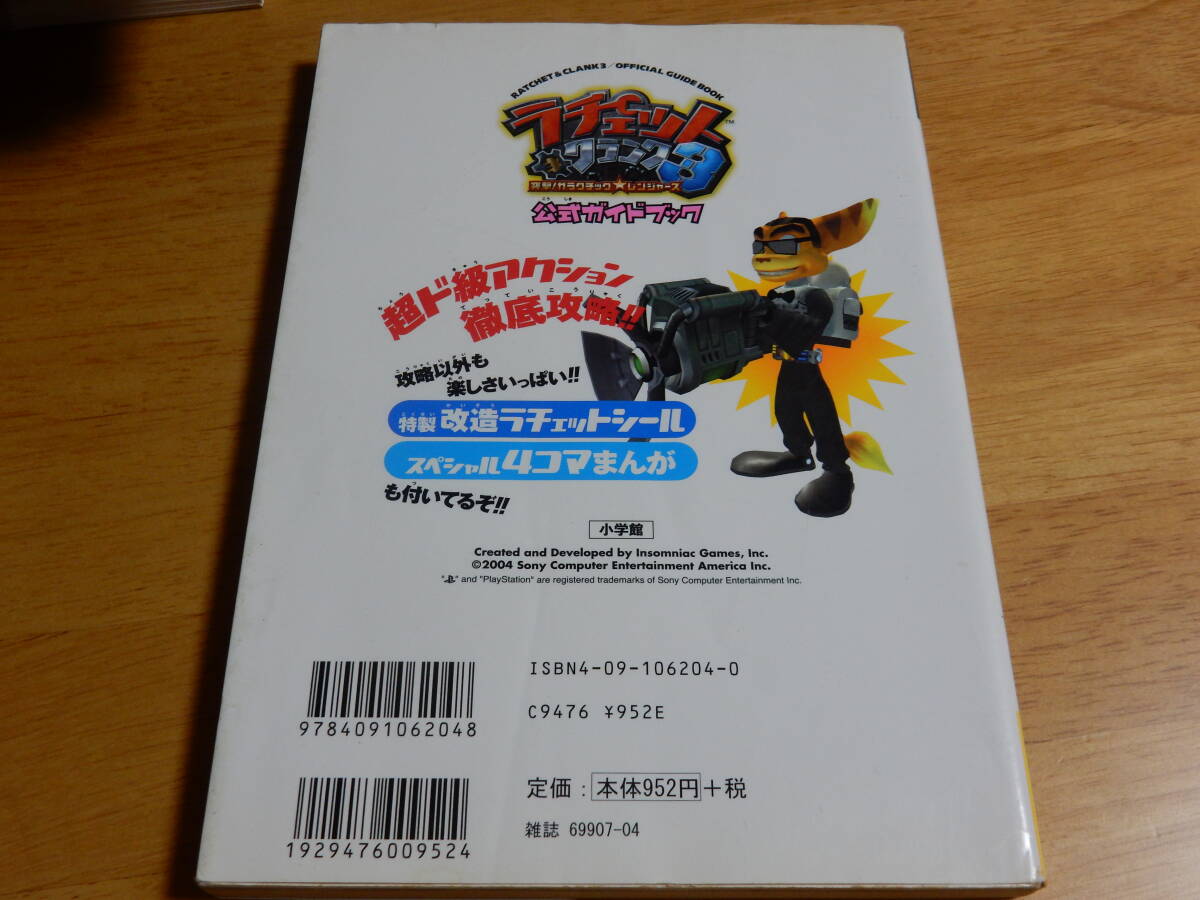 RATCHET & CLANK 3 / OFFICIAL GUIDE BOOK
ラチェット&クランク3™
突撃!ガラクチック★レンジャーズ
公式ガイドブック
超ド級アクション
徹底攻略!!
攻略以外も
楽しさいっぱい!!
特製 改造ラチェットシール
スペシャル4コマまんが
も付いてるぞ!!
小学館
Created and Developed by Insomniac Games, Inc.
©2004 Sony Computer Entertainment America Inc.
" " and "PlayStation" are registered trademarks of Sony Computer Entertainment Inc.
ISBN4-09-106204-0
C9476 ¥952E
9784091062048
定価:本体952円+税
雑誌 69907-04
1929476009524